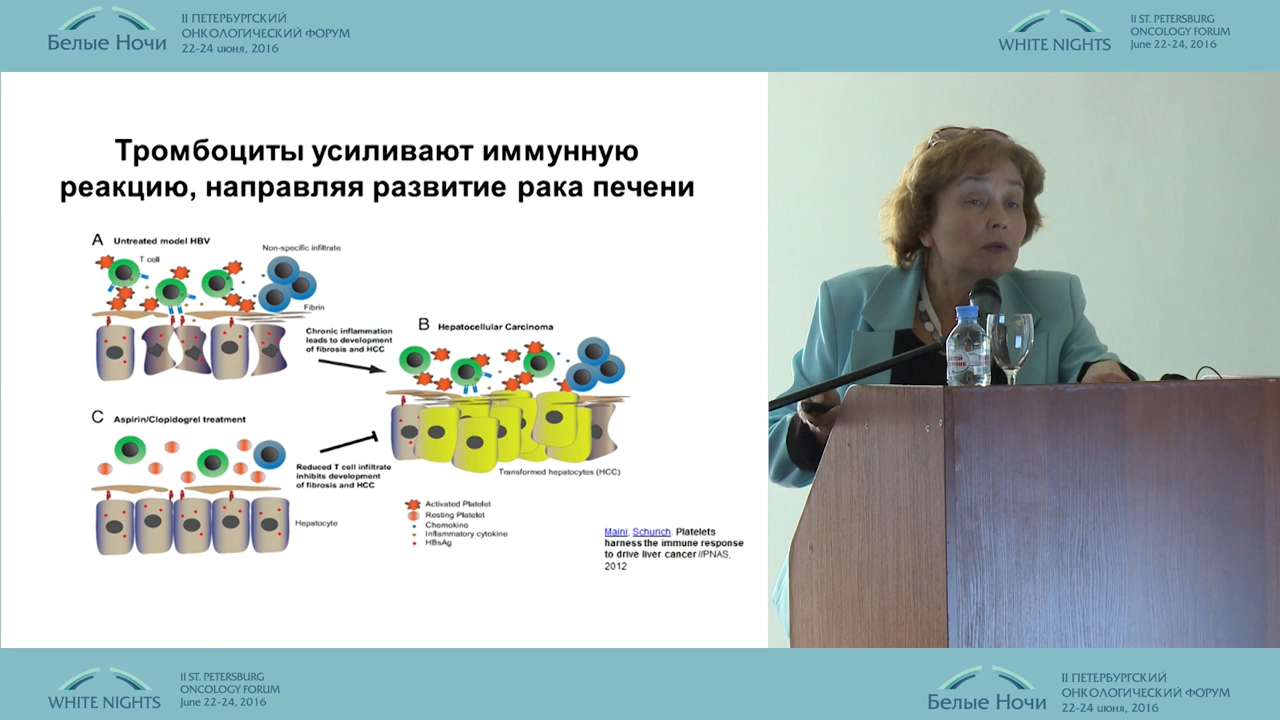 Белые Ночи
II ПЕТЕРБУРГСКИЙ
ОНКОЛОГИЧЕСКИЙ ФОРУМ
22-24 июня, 2016
WHITE NIGHTS
II ST. PETERSBURG
ONCOLOGY FORUM
June 22-24, 2016
Тромбоциты усиливают иммунную
реакцию, направляя развитие рака печени
A Untreated model HBV
T cell
Non-specific infiltrate
Fibrin
Chronic inflammation
leads to development
of fibrosis and HCC
B Hepatocellular Carcinoma
Transformed hepatocytes (HCC)
C Aspirin/Clopidogrel treatment
Reduced T cell infiltrate
inhibits development
of fibrosis and HCC
Hepatocyte
Activated Platelet
Resting Platelet
Chemokine
Inflammatory cytokine
HBsAg
Maini, Schurich. Platelets
harness the immune response
to drive liver cancer //PNAS,
2012
WHITE NIGHTS
II ST. PETERSBURG
ONCOLOGY FORUM
June 22-24, 2016
Белые Ночи
II ПЕТЕРБУРГСКИЙ
ОНКОЛОГИЧЕСКИЙ ФОРУМ
22-24 июня, 2016